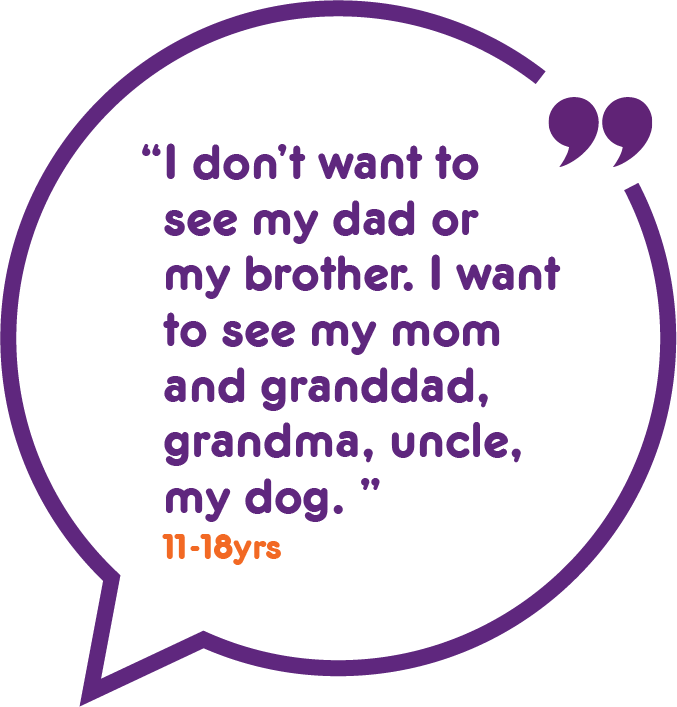 “I don’t want to
see my dad or
my brother. I want
to see my mom
and granddad,
grandma, uncle,
my dog. ”
11-18yrs